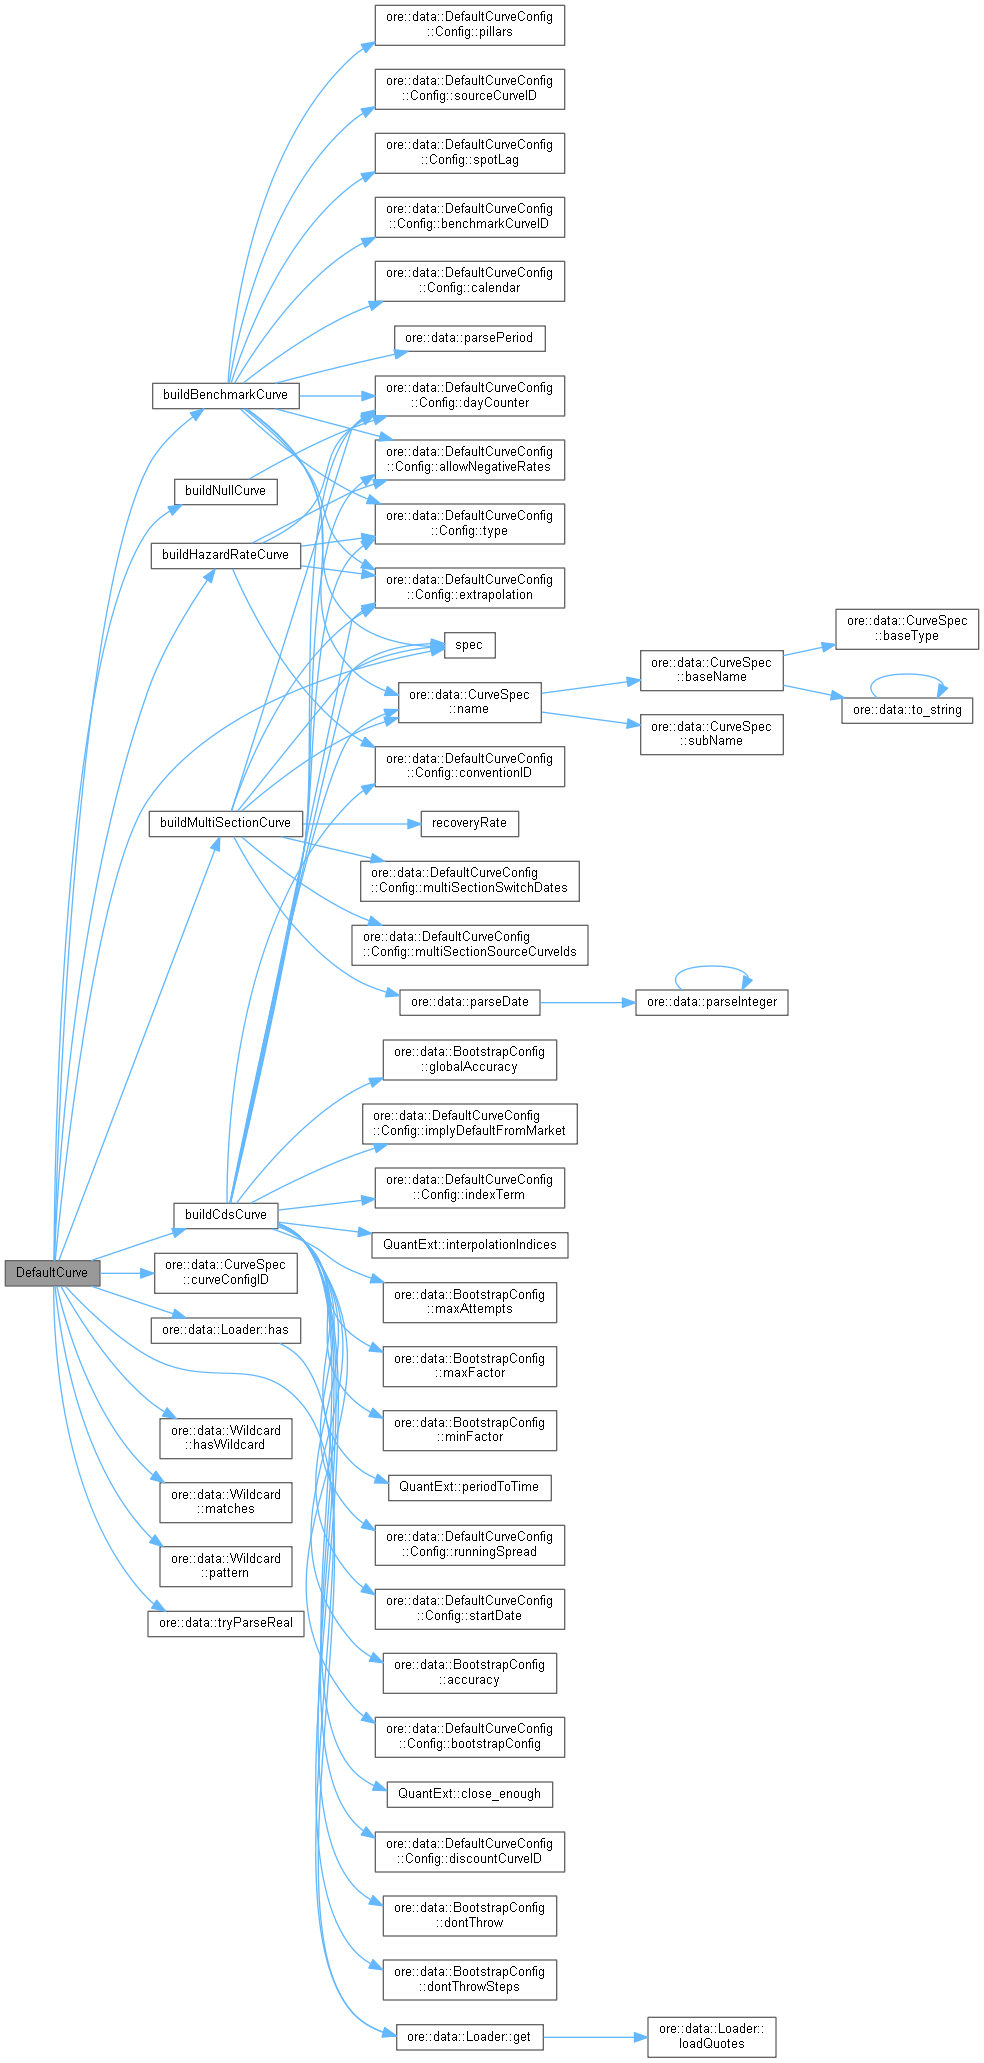 ore::data::DefaultCurveConfig
::Config::pillars
ore::data::DefaultCurveConfig
::Config::sourceCurveID
ore::data::DefaultCurveConfig
::Config::spotLag
ore::data::DefaultCurveConfig
::Config::benchmarkCurveID
ore::data::DefaultCurveConfig
::Config::calendar
ore::data::parsePeriod
buildBenchmarkCurve
ore::data::DefaultCurveConfig
::Config::dayCounter
ore::data::DefaultCurveConfig
::Config::allowNegativeRates
buildNullCurve
ore::data::DefaultCurveConfig
::Config::type
buildHazardRateCurve
ore::data::DefaultCurveConfig
::Config::extrapolation
spec
ore::data::CurveSpec
::baseType
ore::data::CurveSpec
::baseName
ore::data::CurveSpec
::name
ore::data::to_string
ore::data::CurveSpec
::subName
ore::data::DefaultCurveConfig
::Config::conventionID
buildMultiSectionCurve
recoveryRate
ore::data::DefaultCurveConfig
::Config::multiSectionSwitchDates
ore::data::DefaultCurveConfig
::Config::multiSectionSourceCurveIds
ore::data::parseDate
ore::data::parseInteger
ore::data::BootstrapConfig
::globalAccuracy
ore::data::DefaultCurveConfig
::Config::implyDefaultFromMarket
ore::data::DefaultCurveConfig
::Config::indexTerm
buildCdsCurve
QuantExt::interpolationIndices
DefaultCurve
ore::data::CurveSpec
::curveConfigID
ore::data::BootstrapConfig
::maxAttempts
ore::data::Loader::has
ore::data::BootstrapConfig
::maxFactor
ore::data::BootstrapConfig
::minFactor
ore::data::Wildcard
::hasWildcard
QuantExt::periodToTime
ore::data::Wildcard
::matches
ore::data::DefaultCurveConfig
::Config::runningSpread
ore::data::Wildcard
::pattern
ore::data::DefaultCurveConfig
::Config::startDate
ore::data::tryParseReal
ore::data::BootstrapConfig
::accuracy
ore::data::DefaultCurveConfig
::Config::bootstrapConfig
QuantExt::close_enough
ore::data::DefaultCurveConfig
::Config::discountCurveID
ore::data::BootstrapConfig
::dontThrow
ore::data::BootstrapConfig
::dontThrowSteps
ore::data::Loader::get
ore::data::Loader::
loadQuotes